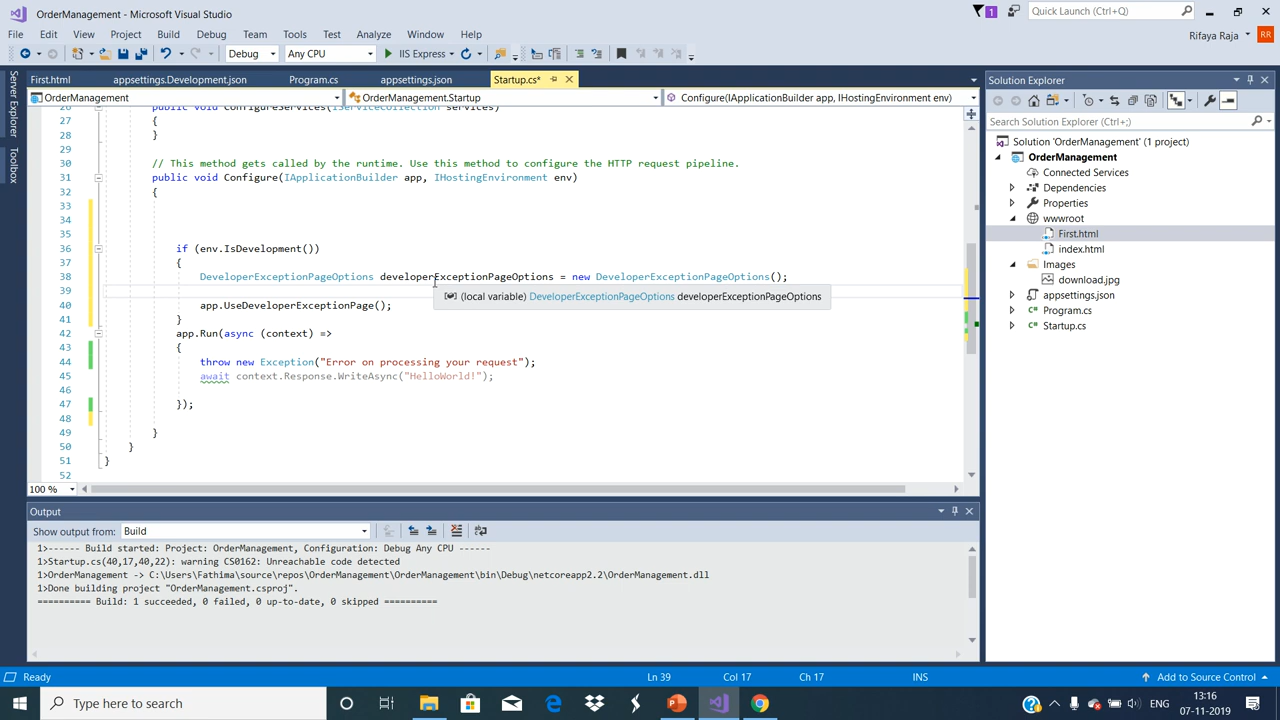 OrderManagement - Microsoft Visual Studio
1
Quick Launch (Ctrl+Q)
File Edit View Project Build Debug Team Tools Test Analyze Window Help
Rifaya Raja RR
Debug Any CPU IIS Express
First.html appsettings.Development.json Program.cs appsettings.json Startup.cs*
OrderManagement OrderManagement.Startup Configure(IApplicationBuilder app, IHostingEnvironment env)
Server Explorer
Toolbox
26 public void ConfigureServices(IServiceCollection services)
27 {
28 }
29
30 // This method gets called by the runtime. Use this method to configure the HTTP request pipeline.
31 public void Configure(IApplicationBuilder app, IHostingEnvironment env)
32 {
33
34
35
36 if (env.IsDevelopment())
37 {
38 DeveloperExceptionPageOptions developerExceptionPageOptions = new DeveloperExceptionPageOptions();
39
(local variable) DeveloperExceptionPageOptions developerExceptionPageOptions
40 app.UseDeveloperExceptionPage();
41 }
42 app.Run(async (context) =>
43 {
44 throw new Exception("Error on processing your request");
45 await context.Response.WriteAsync("HelloWorld!");
46
47 });
48
49 }
50 }
51 }
52
100 %
Output
Show output from: Build
1>------ Build started: Project: OrderManagement, Configuration: Debug Any CPU ------
1>Startup.cs(40,17,40,22): warning CS0162: Unreachable code detected
1>OrderManagement -> C:\Users\Fathima\source\repos\OrderManagement\OrderManagement\bin\Debug\netcoreapp2.2\OrderManagement.dll
1>Done building project "OrderManagement.csproj".
========== Build: 1 succeeded, 0 failed, 0 up-to-date, 0 skipped ==========
Solution Explorer
Search Solution Explorer (Ctrl+;)
Solution 'OrderManagement' (1 project)
OrderManagement
Connected Services
Dependencies
Properties
wwwroot
First.html
index.html
Images
download.jpg
appsettings.json
Program.cs
Startup.cs
Ready Ln 39 Col 17 Ch 17 INS Add to Source Control
Type here to search
ENG
13:16
07-11-2019